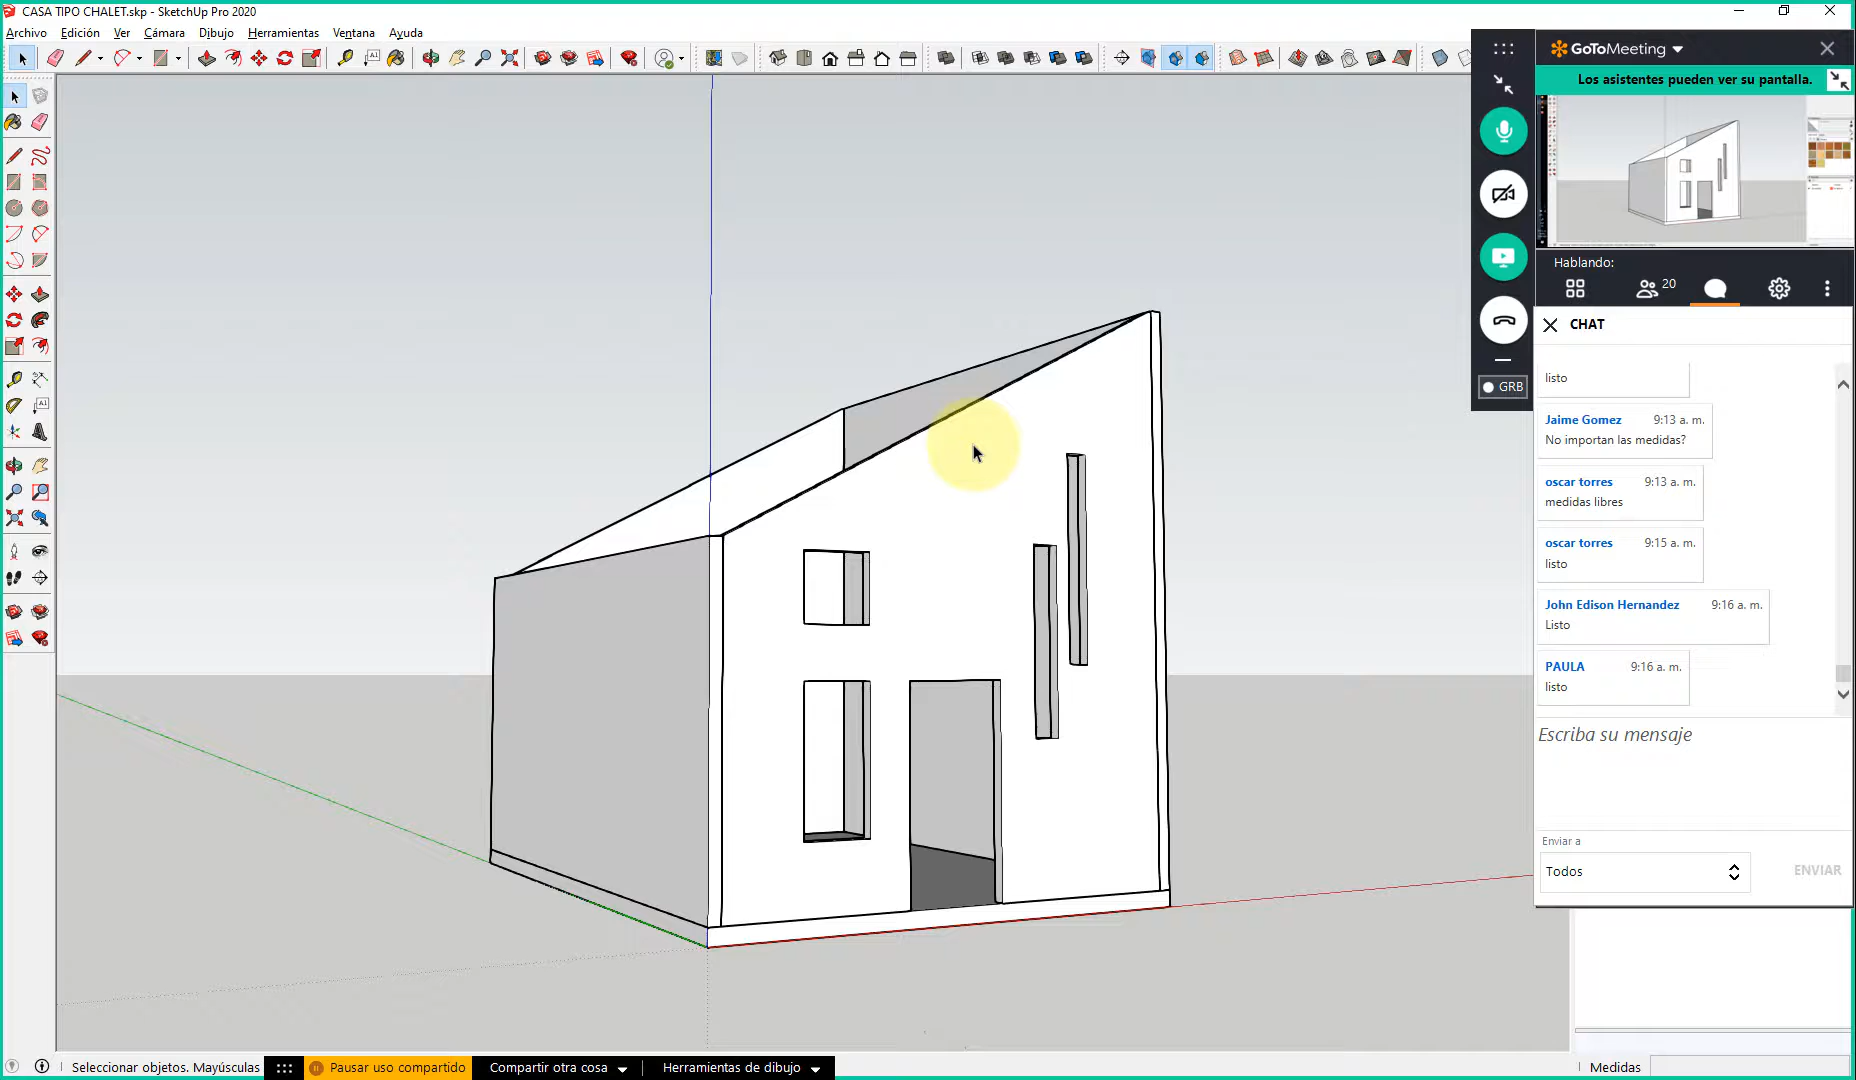 CASA TIPO CHALET.skp - SketchUp Pro 2020
Archivo Edición Ver Cámara Dibujo Herramientas Ventana Ayuda
GoToMeeting
Los asistentes pueden ver su pantalla.
Hablando:
20
CHAT
GRB
listo
Jaime Gomez 9:13 a. m.
No importan las medidas?
oscar torres 9:13 a. m.
medidas libres
oscar torres 9:15 a. m.
listo
John Edison Hernandez 9:16 a. m.
Listo
PAULA 9:16 a. m.
listo
Escriba su mensaje
Enviar a
Todos
ENVIAR
Seleccionar objetos. Mayúsculas
Pausar uso compartido
Compartir otra cosa
Herramientas de dibujo
Medidas